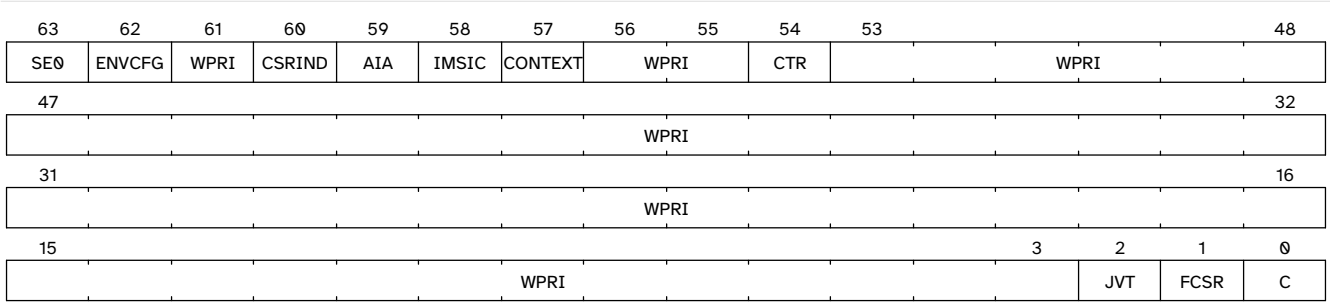 63 62 61 60 59 58 57 56 55 54 53 48
SE0 ENVCFG WPRI CSRIND AIA IMSIC CONTEXT WPRI CTR WPRI
47 32
WPRI
31 16
WPRI
15 3 2 1 0
WPRI JVT FCSR C